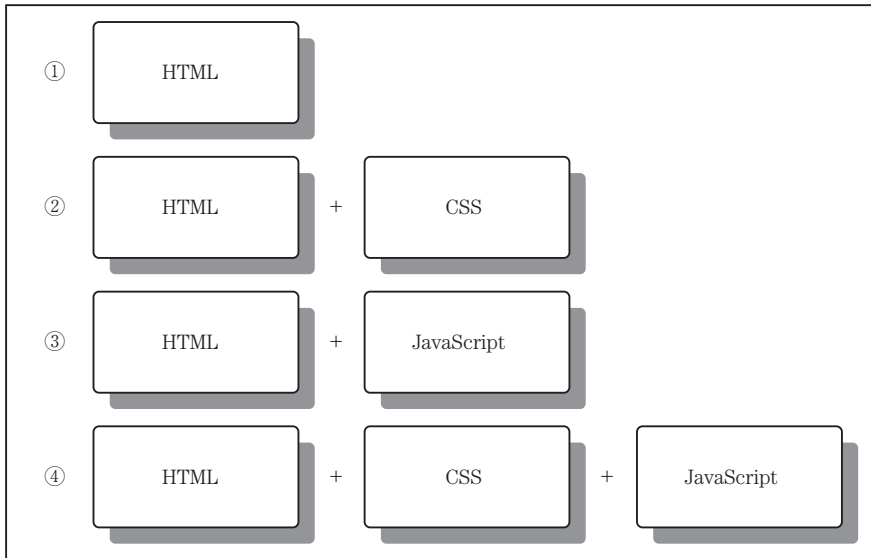 ① HTML
② HTML + CSS
③ HTML + JavaScript
④ HTML + CSS + JavaScript